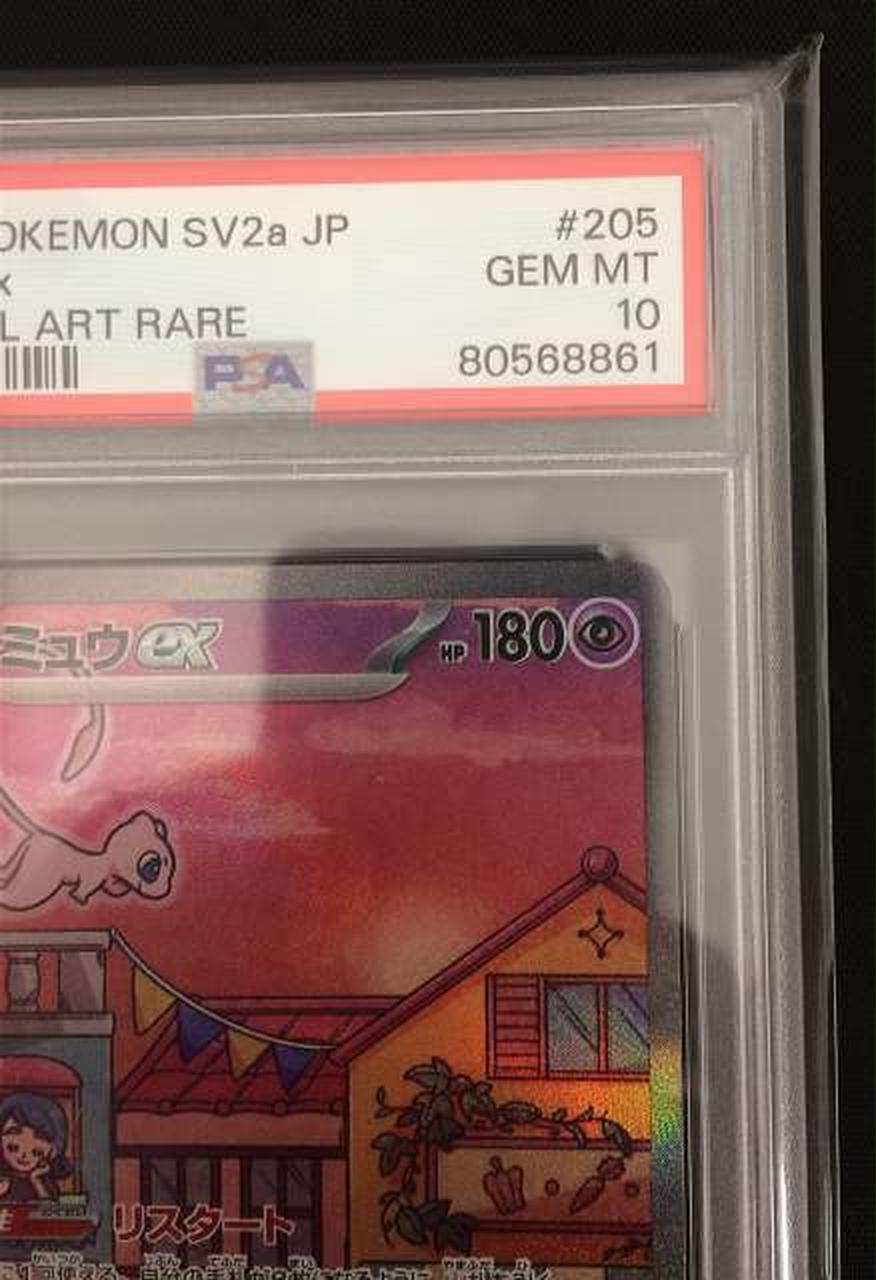 OKEMON SV2a JP #205
x GEM MT
L ART RARE 10
PSA 80568861
ミュウex HP 180
リスタート